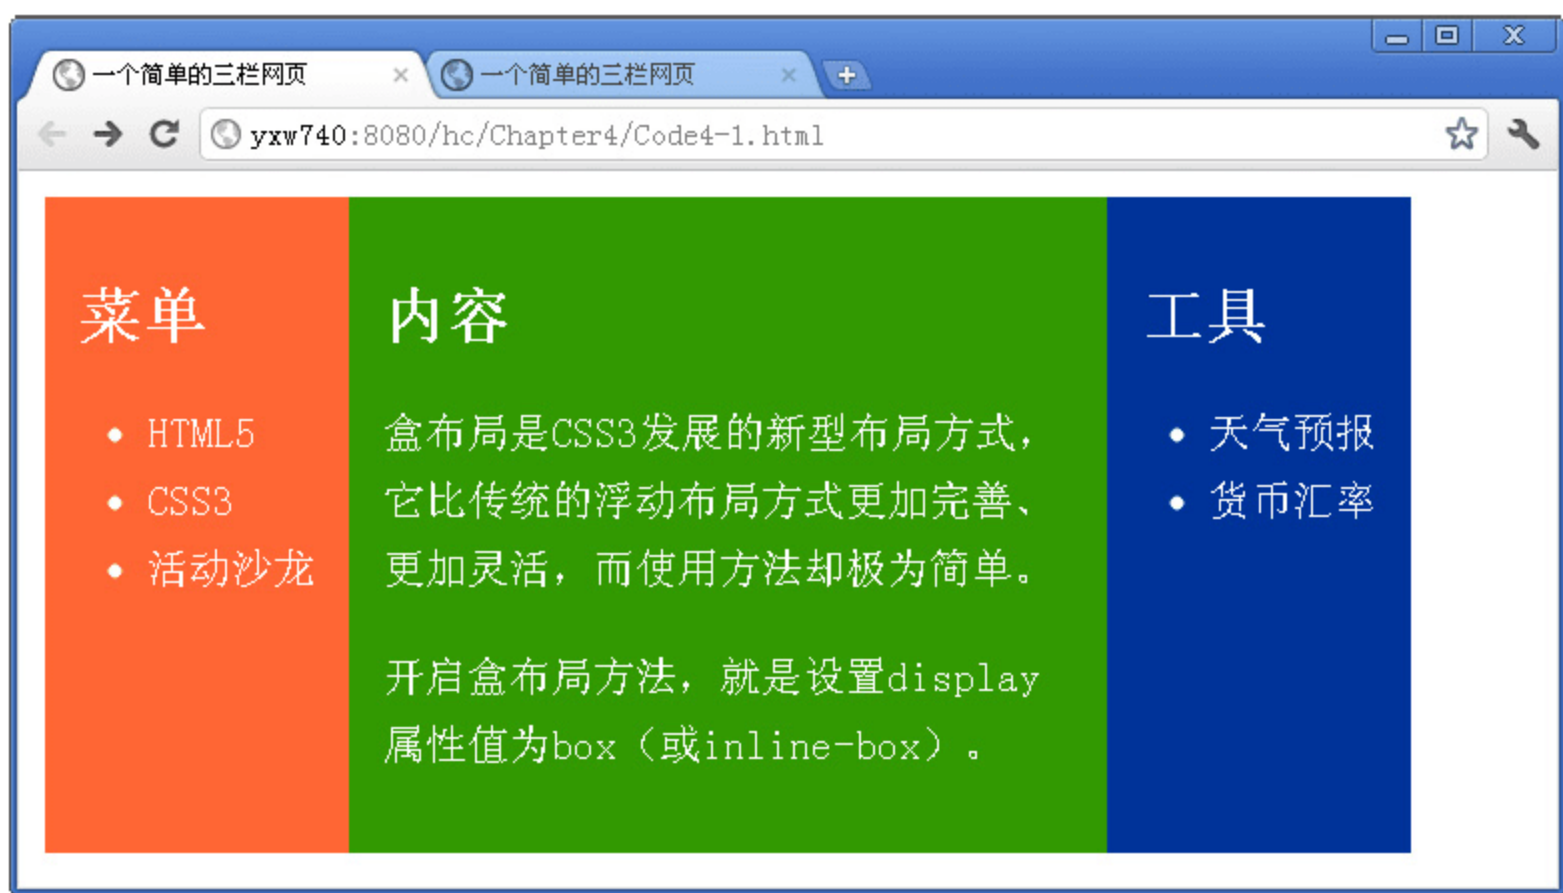 一个简单的三栏网页
一个简单的三栏网页
yxw740:8080/hc/Chapter4/Code4-1.html
菜单
HTML5
CSS3
活动沙龙
内容
盒布局是CSS3发展的新型布局方式，
它比传统的浮动布局方式更加完善、
更加灵活，而使用方法却极为简单。
开启盒布局方法，就是设置display
属性值为box（或inline-box）。
工具
天气预报
货币汇率